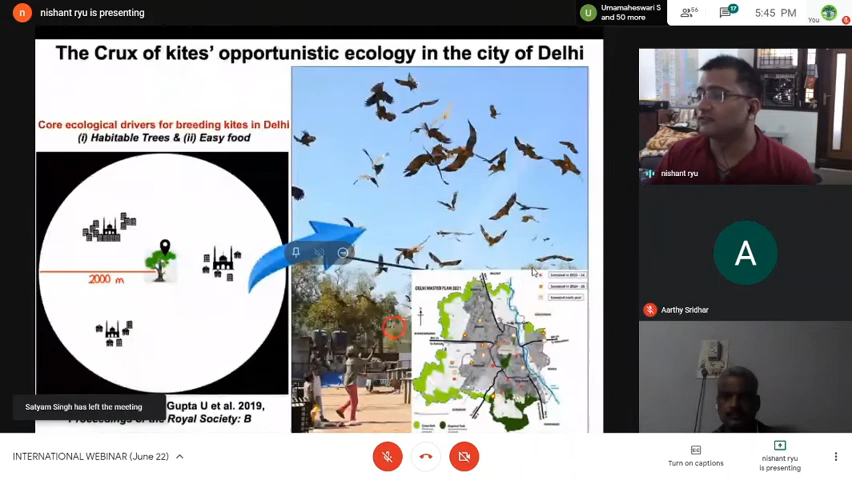 n
nishant ryu is presenting
U
Umamaheswari S
and 50 more
56
17
5:45 PM
You
The Crux of kites' opportunistic ecology in the city of Delhi
Core ecological drivers for breeding kites in Delhi
(i) Habitable Trees & (ii) Easy food
2000 m
DELHI MASTER PLAN 2021
nishant ryu
A
Aarthy Sridhar
Satyam Singh has left the meeting
Gupta U et al. 2019,
Proceedings of the Royal Society: B
INTERNATIONAL WEBINAR (June 22)
CC
Turn on captions
nishant ryu
is presenting